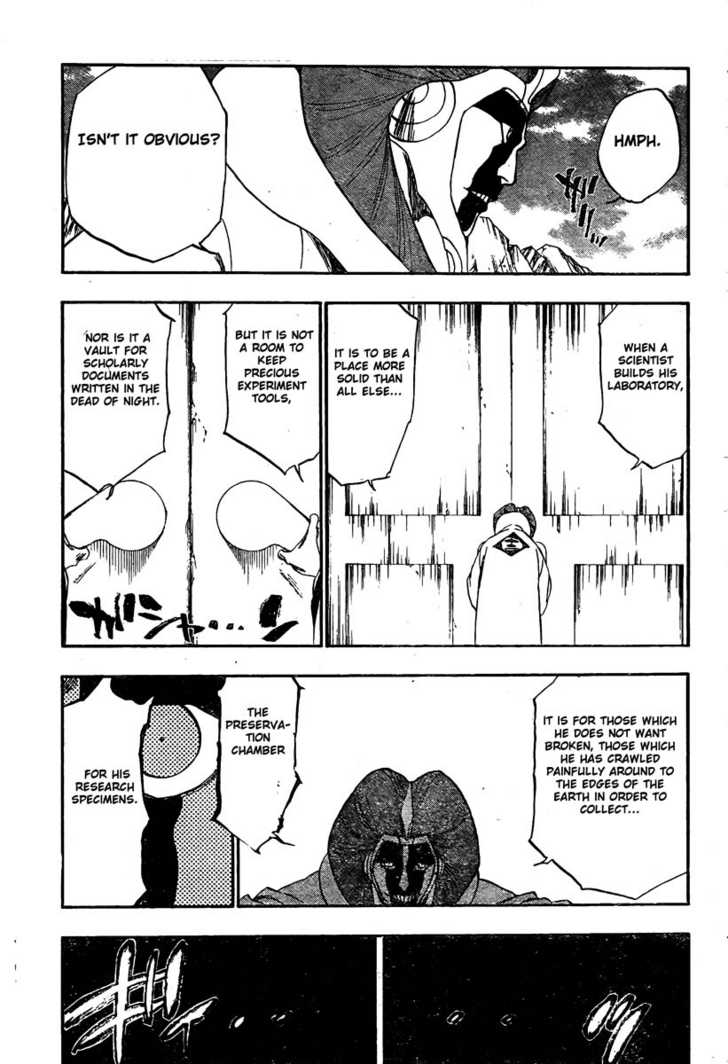 HMPH.
ISN'T IT OBVIOUS?
WHEN A
SCIENTIST
BUILDS HIS
LABORATORY,
IT IS TO BE A
PLACE MORE
SOLID THAN
ALL ELSE...
BUT IT IS NOT
A ROOM TO
KEEP
PRECIOUS
EXPERIMENT
TOOLS,
NOR IS IT A
VAULT FOR
SCHOLARLY
DOCUMENTS
WRITTEN IN THE
DEAD OF NIGHT.
IT IS FOR THOSE WHICH
HE DOES NOT WANT
BROKEN, THOSE WHICH
HE HAS CRAWLED
PAINFULLY AROUND TO
THE EDGES OF THE
EARTH IN ORDER TO
COLLECT...
THE
PRESERVA-
TION
CHAMBER
FOR HIS
RESEARCH
SPECIMENS.